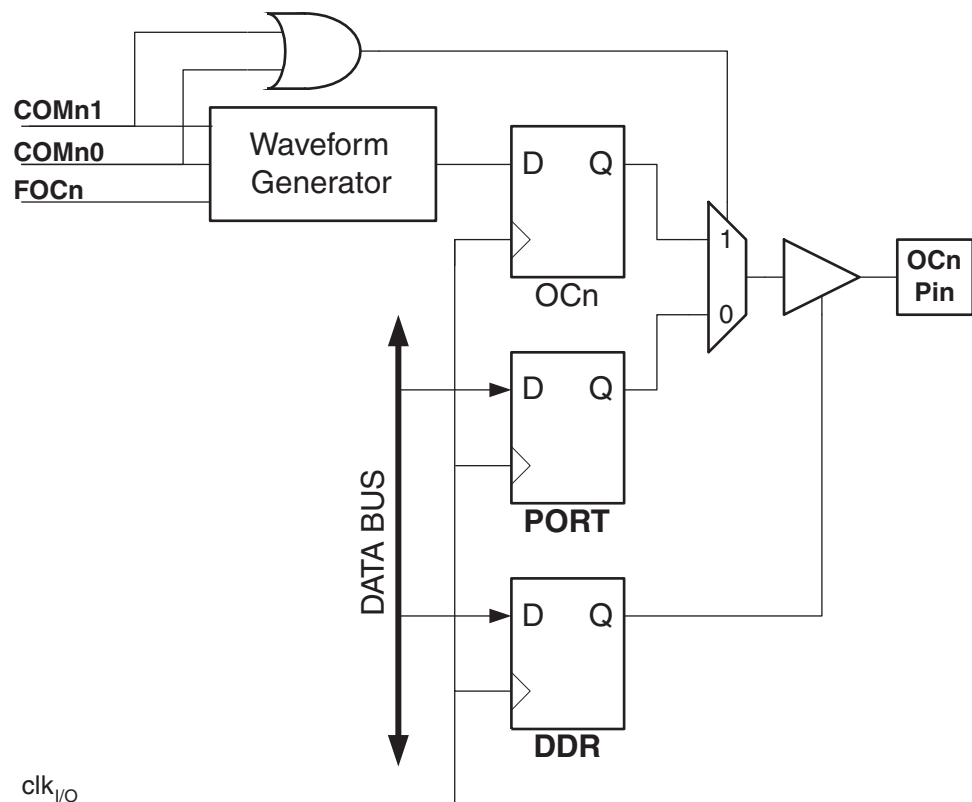 COMn1
COMn0
FOCn
Waveform
Generator
D Q
OCn
1
0
OCn
Pin
D Q
PORT
DATA BUS
D Q
DDR
clkI/O